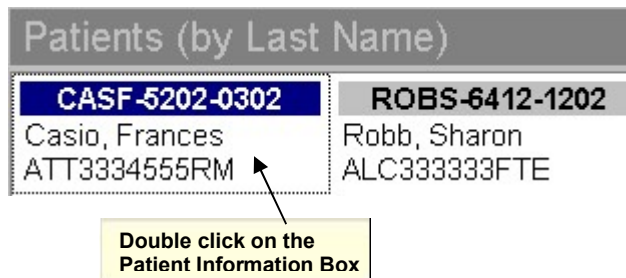 Patients (by Last Name)
CASF-5202-0302
Casio, Frances
ATT3334555RM
ROBS-6412-1202
Robb, Sharon
ALC333333FTE
Double click on the
Patient Information Box